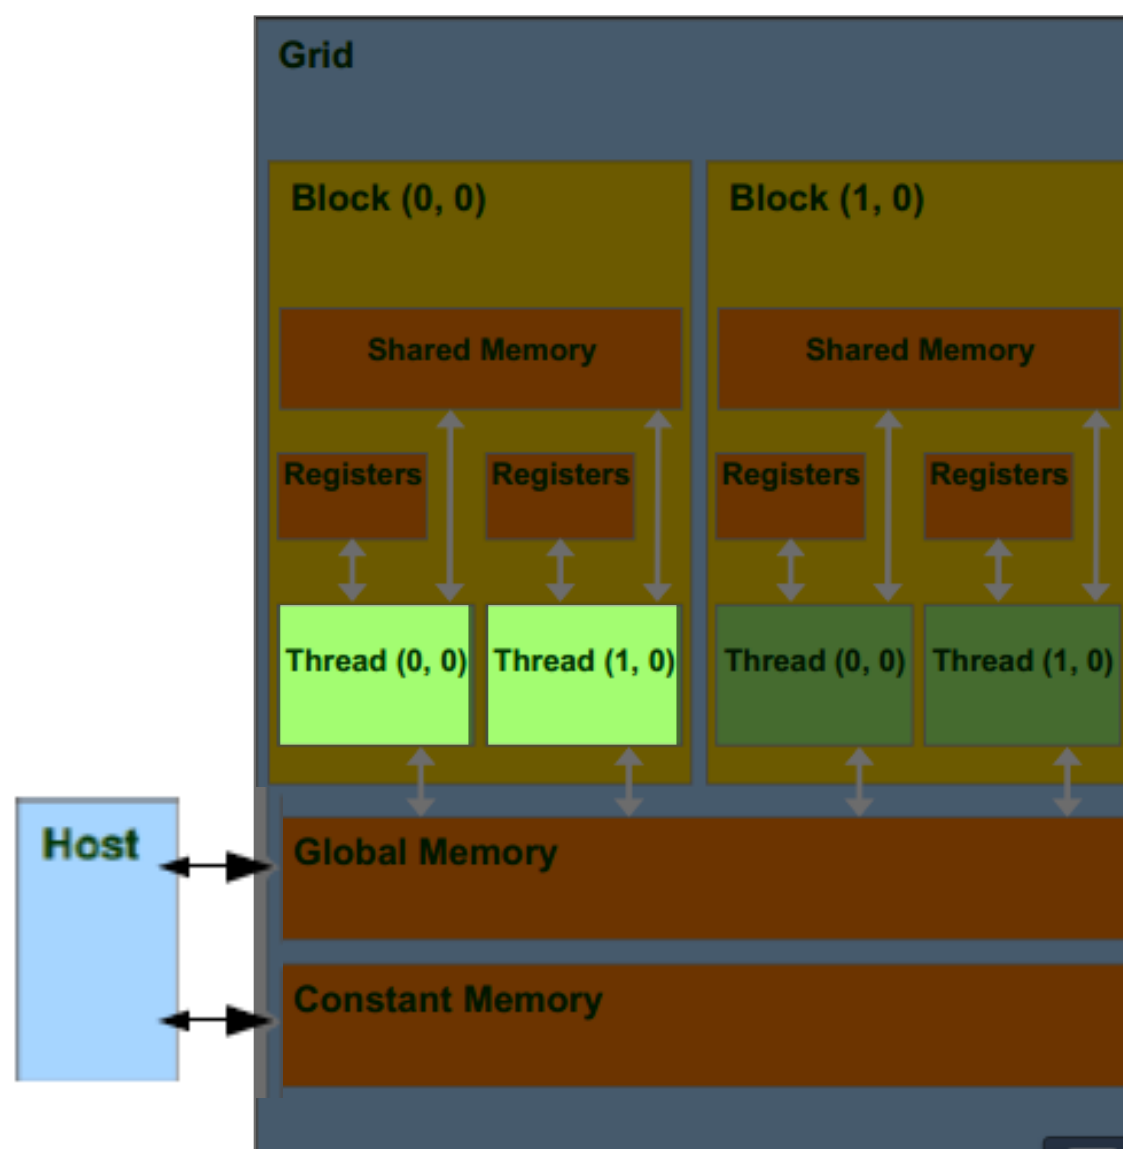 Grid
Block (0, 0)
Block (1, 0)
Shared Memory
Shared Memory
Registers
Registers
Registers
Registers
Thread (0, 0)
Thread (1, 0)
Thread (0, 0)
Thread (1, 0)
Host
Global Memory
Constant Memory